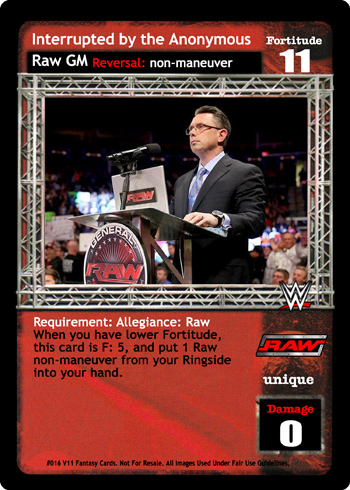 Interrupted by the Anonymous
Raw GM Reversal: non-maneuver
Fortitude
11
RAW
GENERAL
RAW
W
Requirement: Allegiance: Raw
When you have lower Fortitude,
this card is F: 5, and put 1 Raw
non-maneuver from your Ringside
into your hand.
RAW
unique
Damage
0
#016 V11 Fantasy Cards. Not For Resale. All Images Used Under Fair Use Guidelines.